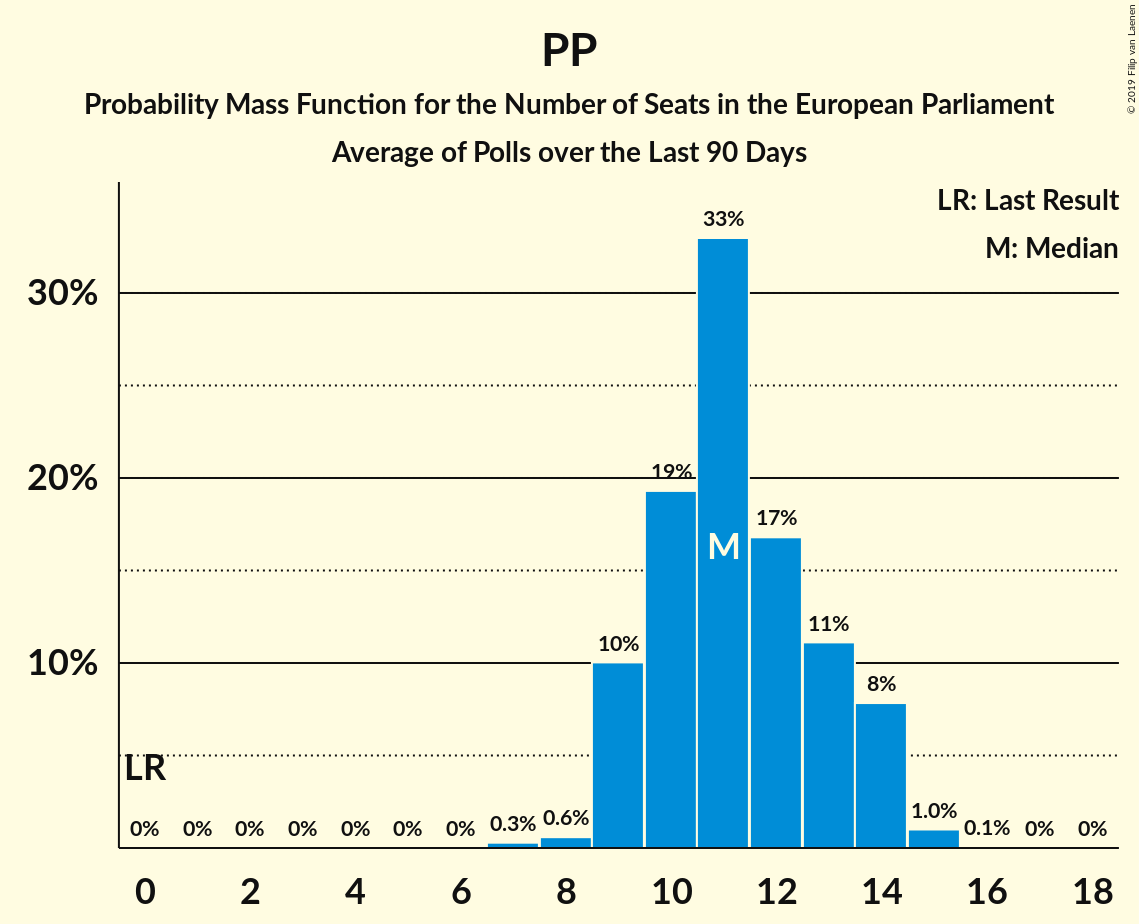 PP
Probability Mass Function for the Number of Seats in the European Parliament
Average of Polls over the Last 90 Days
© 2019 Filip van Laenen
LR: Last Result
M: Median
30%
20%
10%
33%
19%
17%
11%
10%
8%
M
LR
0% 0% 0% 0% 0% 0% 0% 0.3% 0.6% 1.0% 0.1% 0% 0%
0 2 4 6 8 10 12 14 16 18